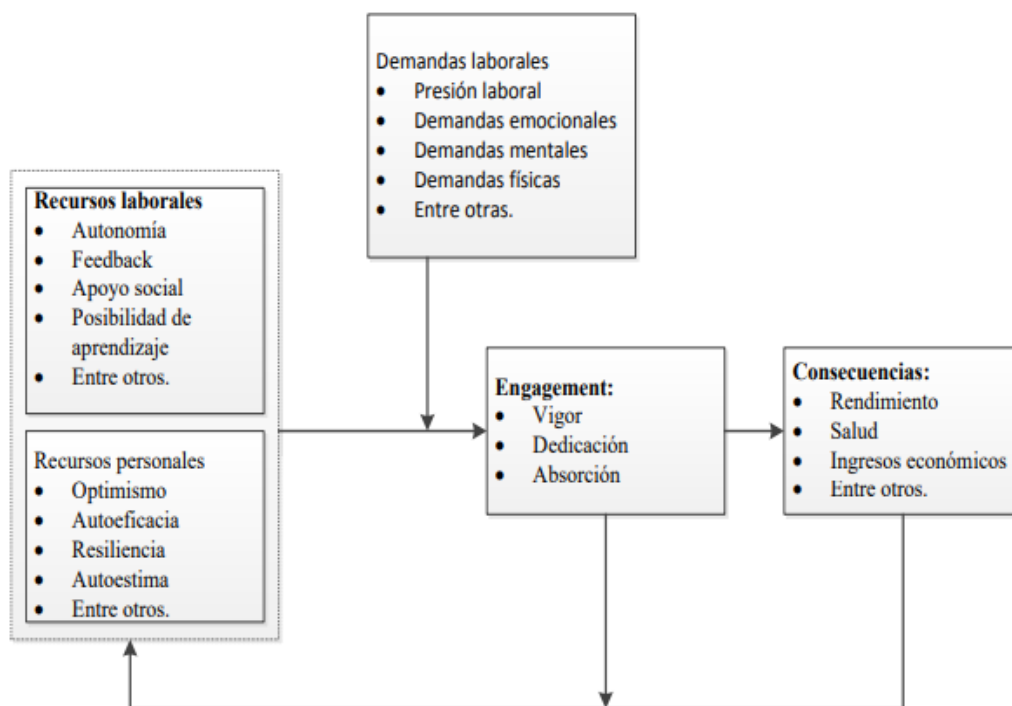 Demandas laborales
• Presión laboral
• Demandas emocionales
• Demandas mentales
• Demandas físicas
• Entre otras.
Recursos laborales
• Autonomía
• Feedback
• Apoyo social
• Posibilidad de
aprendizaje
• Entre otros.
Recursos personales
• Optimismo
• Autoeficacia
• Resiliencia
• Autoestima
• Entre otros.
Engagement:
• Vigor
• Dedicación
• Absorción
Consecuencias:
• Rendimiento
• Salud
• Ingresos económicos
• Entre otros.